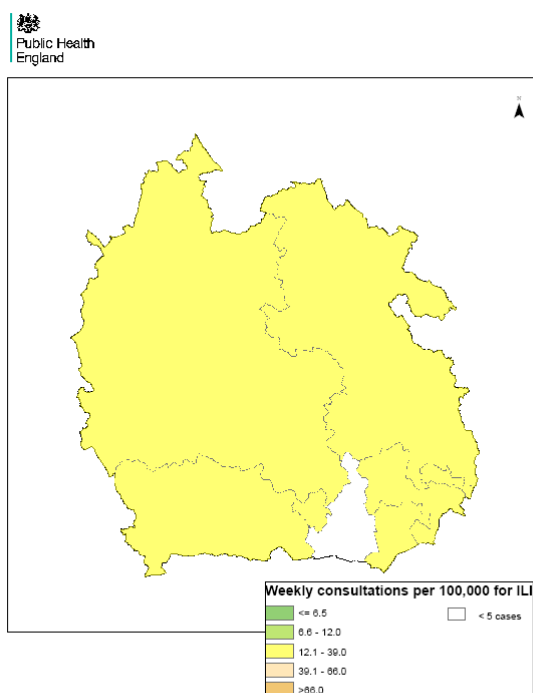 Public Health
England
N
Weekly consultations per 100,000 for ILI
<= 6.5
< 5 cases
6.6 - 12.0
12.1 - 39.0
39.1 - 66.0
>66.0